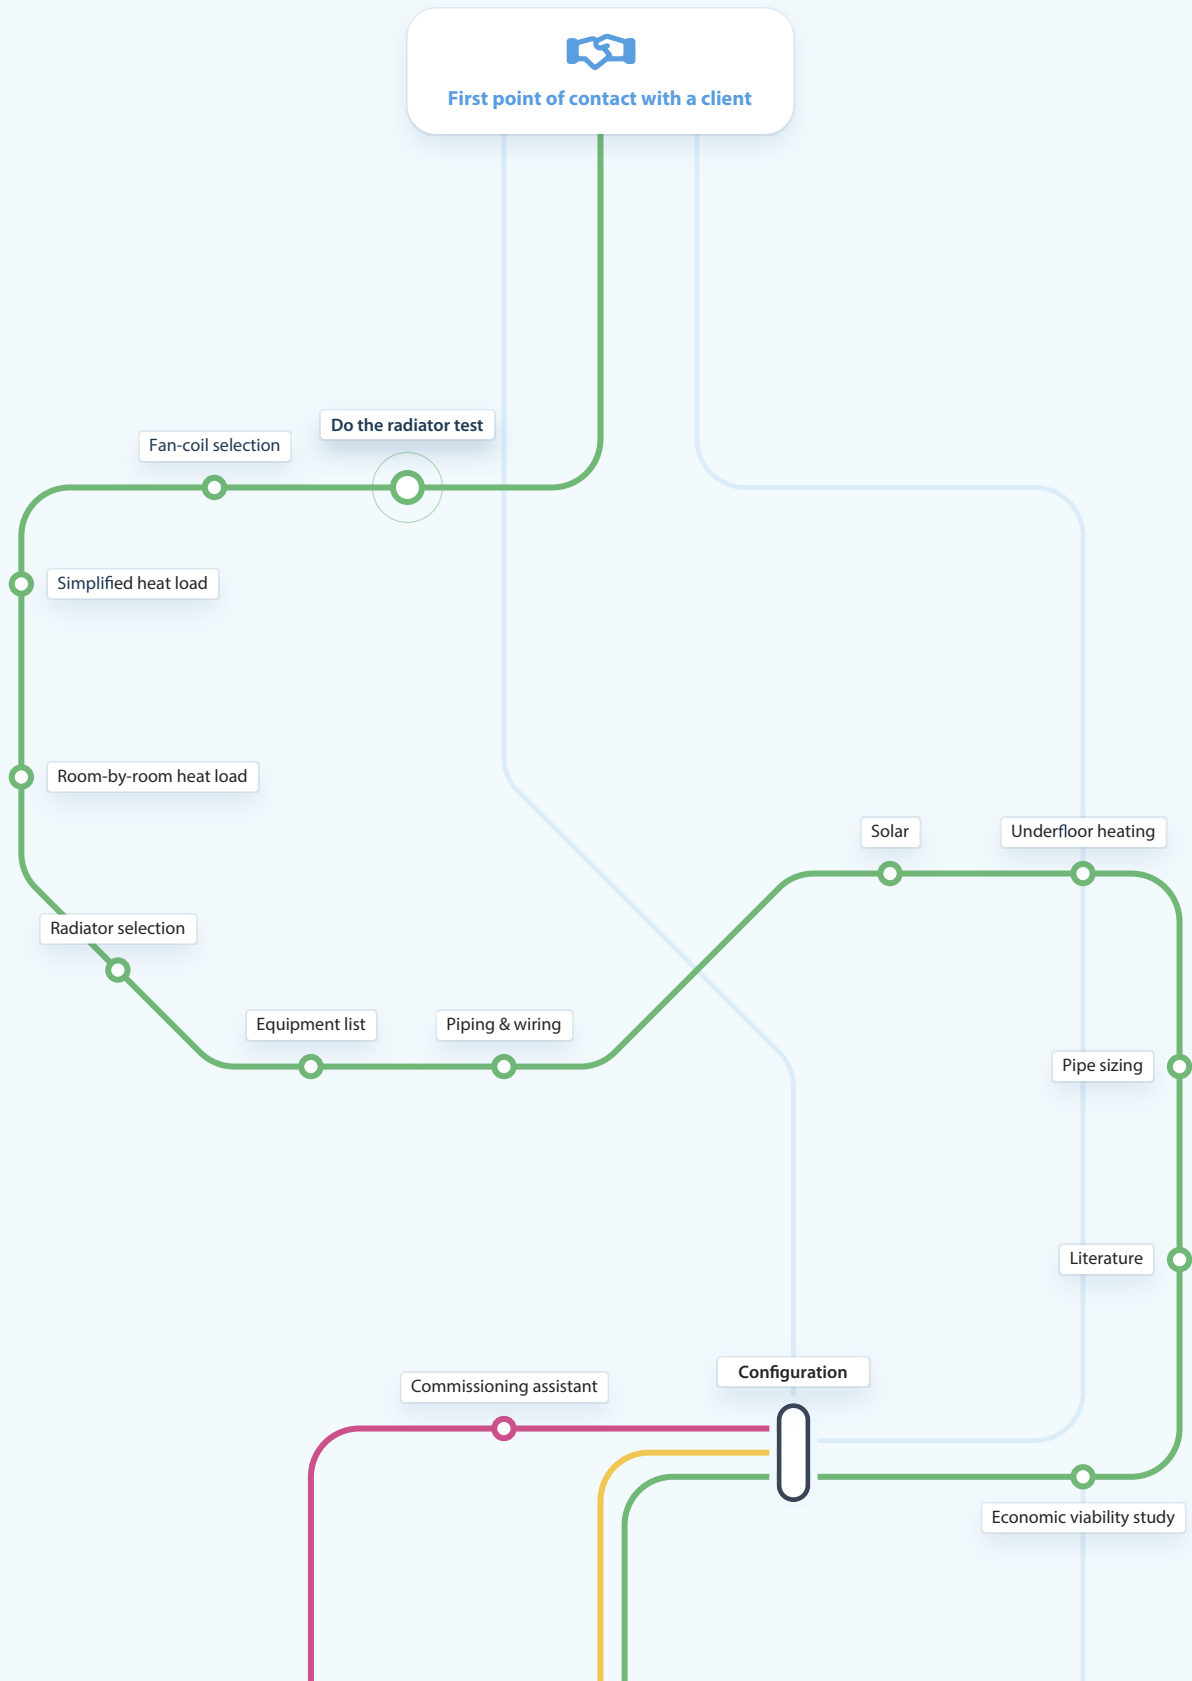 First point of contact with a client
Do the radiator test
Fan-coil selection
Simplified heat load
Room-by-room heat load
Solar
Underfloor heating
Radiator selection
Equipment list
Piping & wiring
Pipe sizing
Literature
Configuration
Commissioning assistant
Economic viability study